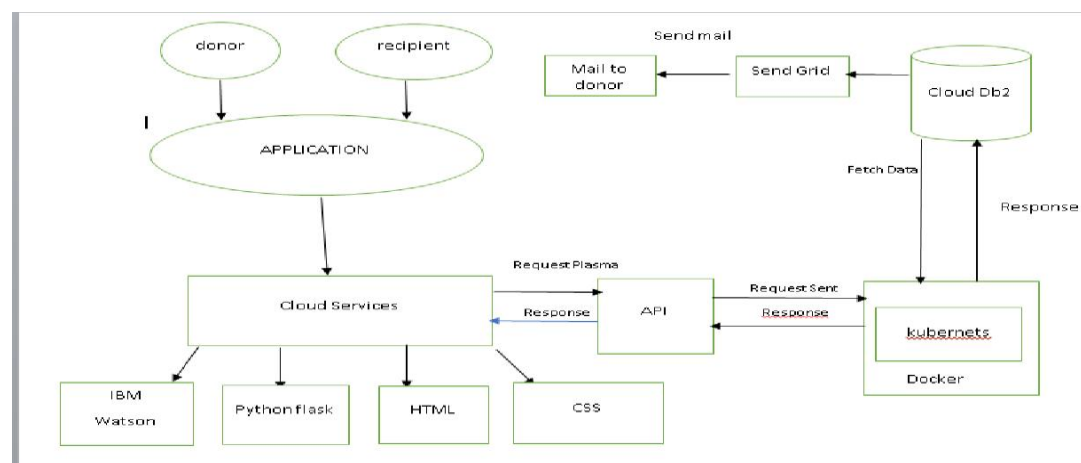 donor
recipient
Send mail
Mail to
donor
Send Grid
Cloud Db2
APPLICATION
Fetch Data
Response
Request Plasma
Cloud Services
API
Request Sent
Response
Response
kubernets
Docker
IBM
Watson
Python flask
HTML
CSS